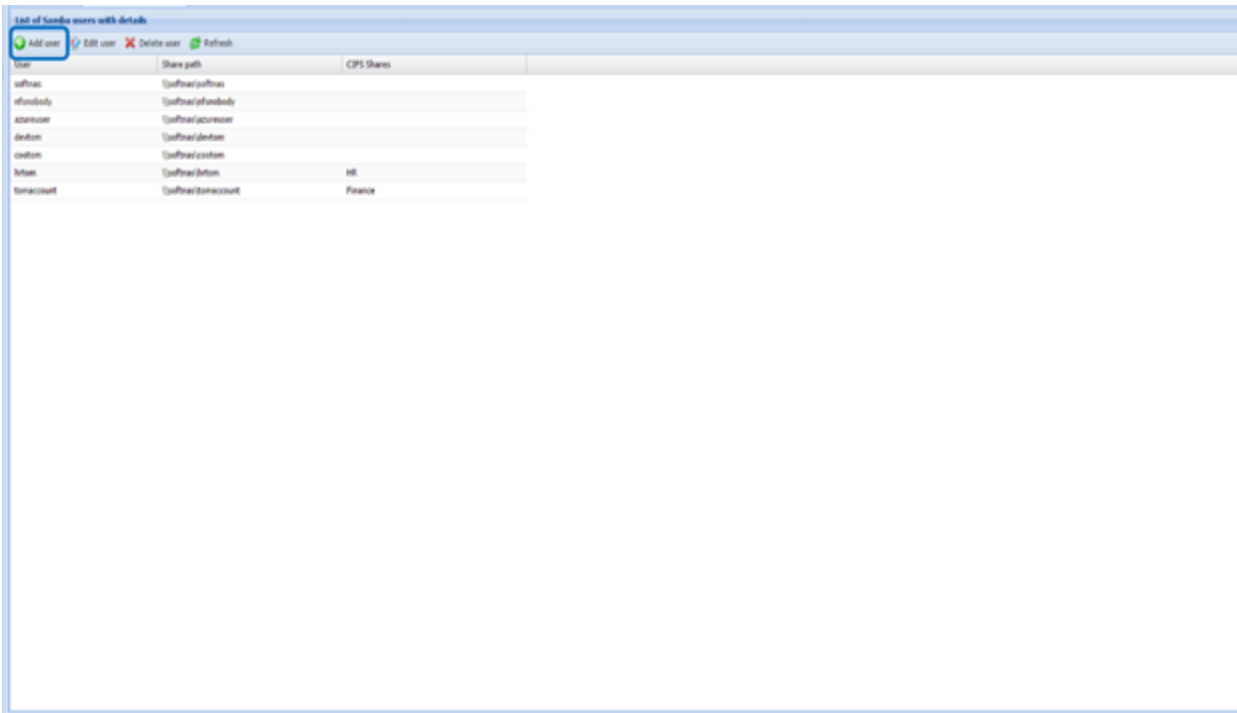 List of Samba users with details
Add user Edit user Delete user Refresh
User Share path CIFS Shares
softnas \\softnas\softnas
nfsnobody \\softnas\nfsnobody
azureuser \\softnas\azureuser
devtom \\softnas\devtom
cootom \\softnas\cootom
hrtom \\softnas\hrtom HR
tomaccount \\softnas\tomaccount Finance